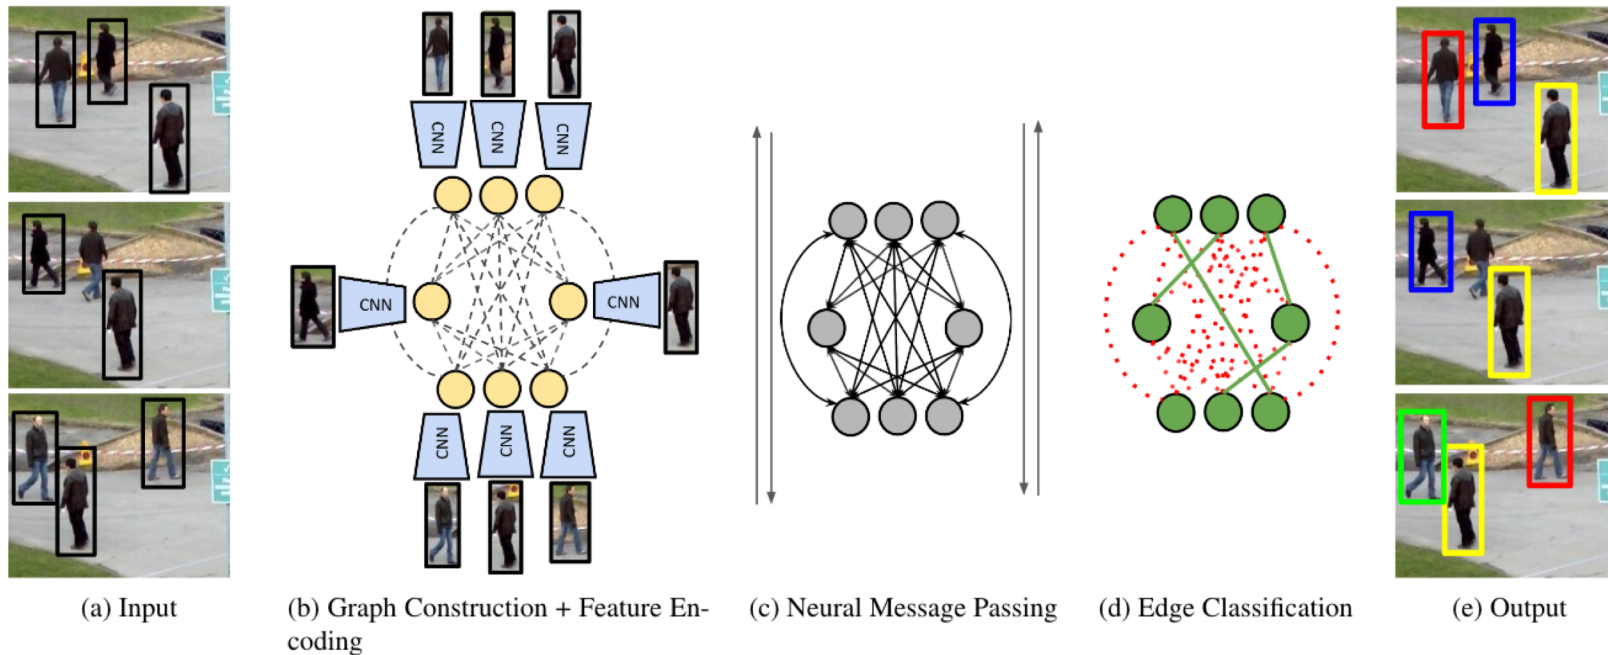 CNN
CNN
CNN
CNN
CNN
CNN
CNN
CNN
(a) Input
(b) Graph Construction + Feature En-
coding
(c) Neural Message Passing
(d) Edge Classification
(e) Output